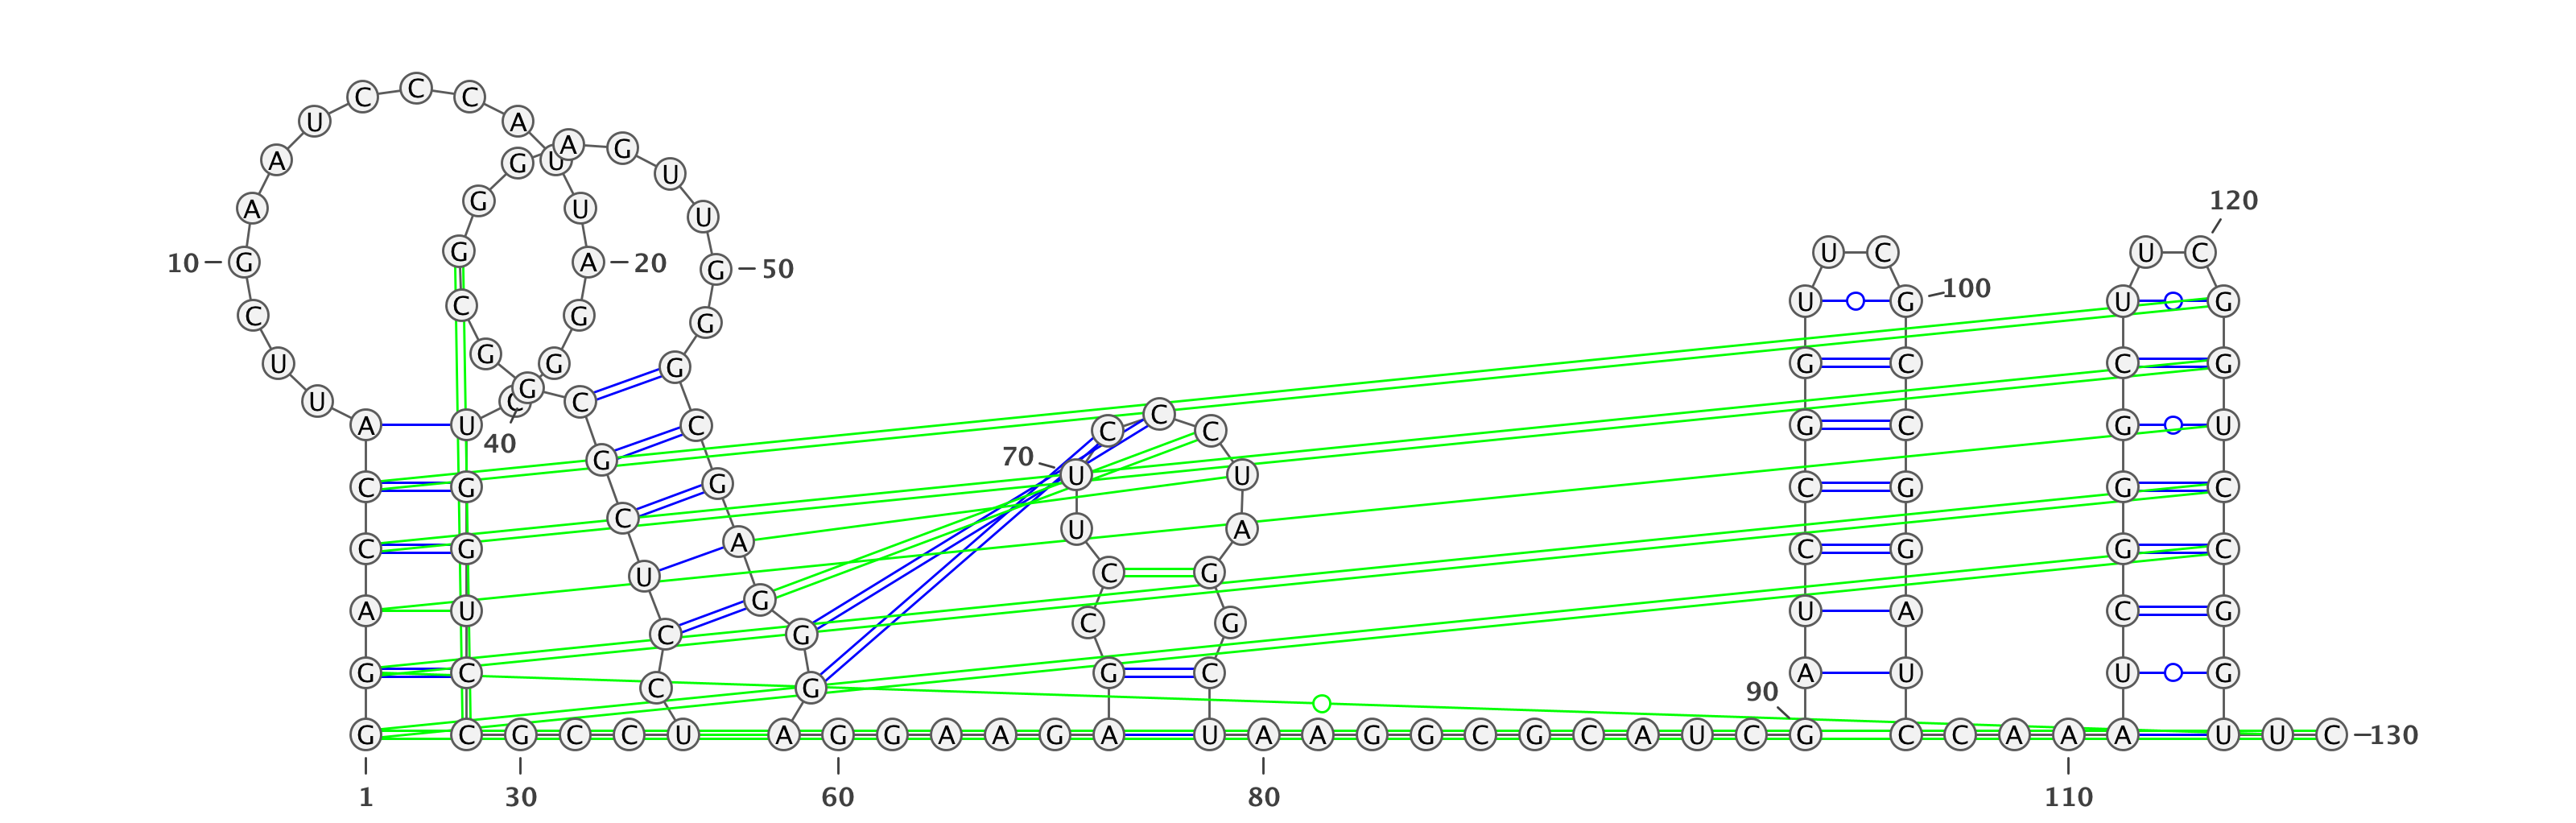 C
C C
U A
A G
A G U
U
G 120
A U U
U C U C
G
10 G A 20 G 50
100
U G U G
C
U C G
G
G C C G
G
G C G C C G
U C C
C
C C
A U C
40
G C G G U
70 U U
G
C G C G C G G C
C
U A
A
C G C G G C
C G
U
G
A U U A C G
C G
G C
G
G C G C A U U G
C G
90
G C G C C U A G G A A G A U A A G G C G C A U C G C C A A A U U C 130
1 30 60 80 110